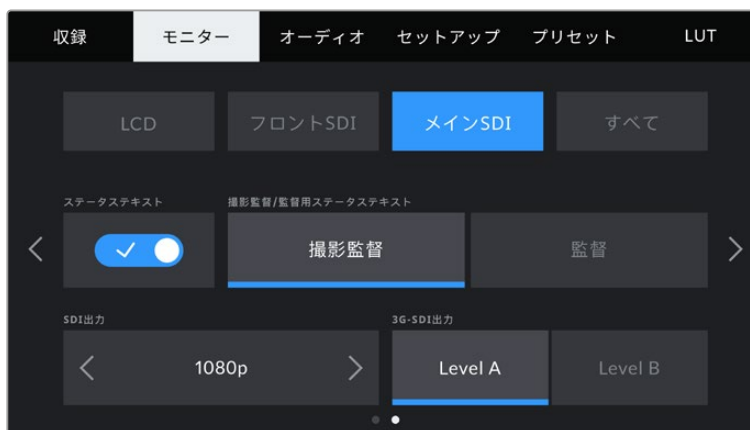 収録 モニター オーディオ セットアップ プリセット LUT
LCD フロントSDI メインSDI すべて
ステータステキスト 撮影監督/監督用ステータステキスト
撮影監督 監督
SDI出力 3G-SDI出力
1080p Level A Level B